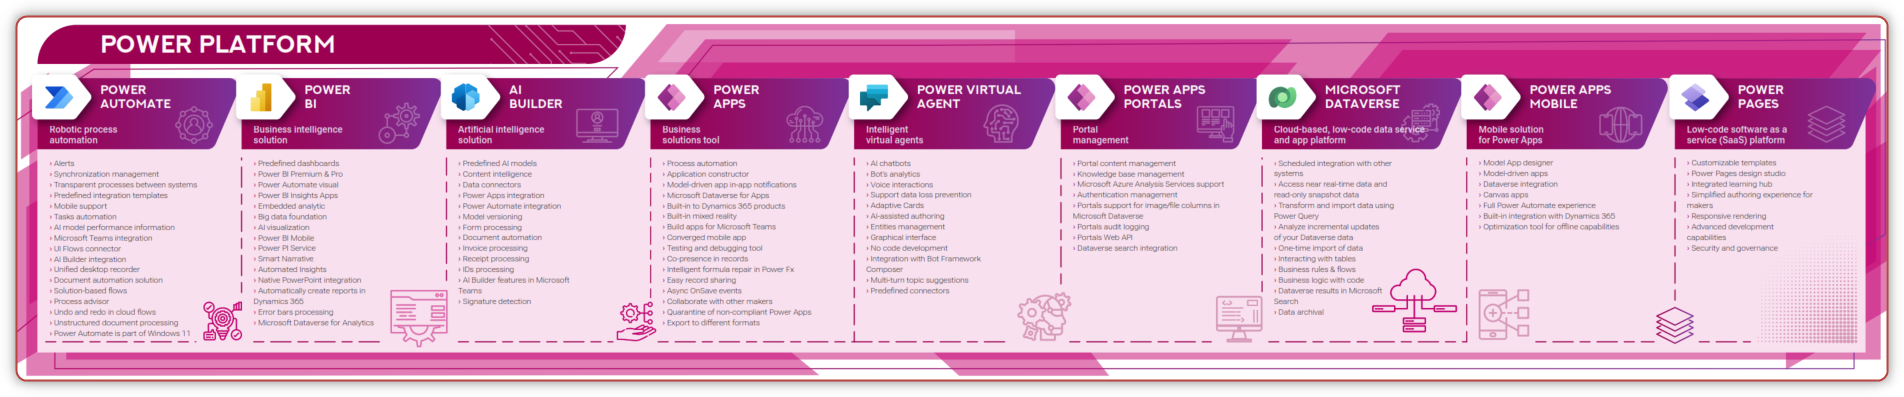 POWER PLATFORM
POWER
AUTOMATE
Robotic process
automation
› Alerts
› Synchronization management
› Transparent processes between systems
› Predefined integration templates
› Mobile support
› Tasks automation
› AI model performance information
› Microsoft Teams integration
› UI Flows connector
› AI Builder integration
› Unified desktop recorder
› Document automation solution
› Solution-based flows
› Process advisor
› Undo and redo in cloud flows
› Unstructured document processing
› Power Automate is part of Windows 11
POWER
BI
Business intelligence
solution
› Predefined dashboards
› Power BI Premium & Pro
› Power Automate visual
› Power BI Insights Apps
› Embedded analytic
› Big data foundation
› AI visualization
› Power BI Mobile
› Power PI Service
› Smart Narrative
› Automated Insights
› Native PowerPoint integration
› Automatically create reports in
Dynamics 365
› Error bars processing
› Microsoft Dataverse for Analytics
AI
BUILDER
Artificial intelligence
solution
› Predefined AI models
› Content intelligence
› Data connectors
› Power Apps integration
› Power Automate integration
› Model versioning
› Form processing
› Document automation
› Invoice processing
› Receipt processing
› IDs processing
› AI Builder features in Microsoft
Teams
› Signature detection
POWER
APPS
Business
solutions tool
› Process automation
› Application constructor
› Model-driven app in-app notifications
› Microsoft Dataverse for Apps
› Built-in to Dynamics 365 products
› Built-in mixed reality
› Build apps for Microsoft Teams
› Converged mobile app
› Testing and debugging tool
› Co-presence in records
› Intelligent formula repair in Power Fx
› Easy record sharing
› Async OnSave events
› Collaborate with other makers
› Quarantine of non-compliant Power Apps
› Export to different formats
POWER VIRTUAL
AGENT
Intelligent
virtual agents
› AI chatbots
› Bot's analytics
› Voice interactions
› Support data loss prevention
› Adaptive Cards
› AI-assisted authoring
› Entities management
› Graphical interface
› No code development
› Integration with Bot Framework
Composer
› Multi-turn topic suggestions
› Predefined connectors
POWER APPS
PORTALS
Portal
management
› Portal content management
› Knowledge base management
› Microsoft Azure Analysis Services support
› Authentication management
› Portals support for image/file columns in
Microsoft Dataverse
› Portals audit logging
› Portals Web API
› Dataverse search integration
MICROSOFT
DATAVERSE
Cloud-based, low-code data service
and app platform
› Scheduled integration with other
systems
› Access near real-time data and
read-only snapshot data
› Transform and import data using
Power Query
› Analyze incremental updates
of your Dataverse data
› One-time import of data
› Interacting with tables
› Business rules & flows
› Business logic with code
› Dataverse results in Microsoft
Search
› Data archival
POWER APPS
MOBILE
Mobile solution
for Power Apps
› Model App designer
› Model-driven apps
› Dataverse integration
› Canvas apps
› Full Power Automate experience
› Built-in integration with Dynamics 365
› Optimization tool for offline capabilities
POWER
PAGES
Low-code software as a
service (SaaS) platform
› Customizable templates
› Power Pages design studio
› Integrated learning hub
› Simplified authoring experience for
makers
› Responsive rendering
› Advanced development
capabilities
› Security and governance